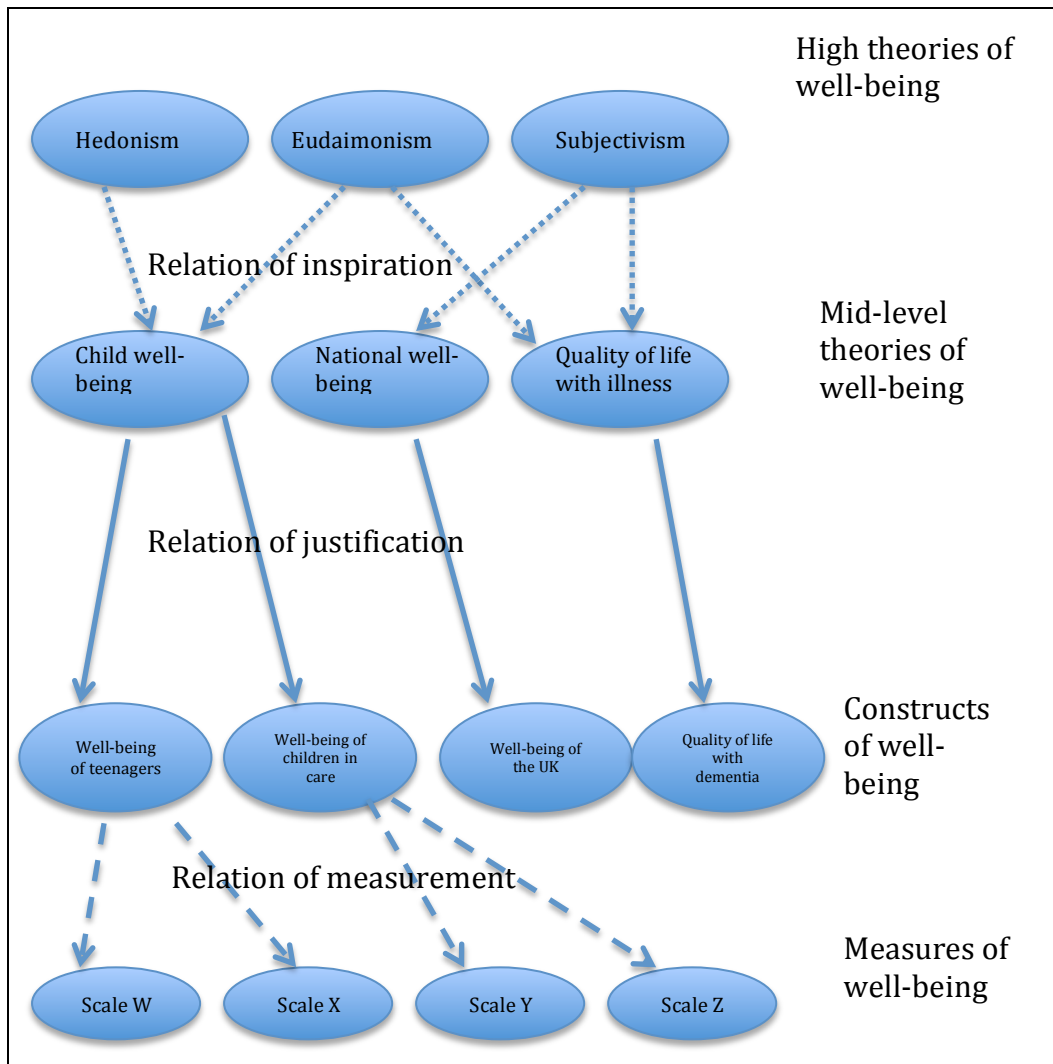 High theories of
well-being
Hedonism
Eudaimonism
Subjectivism
Relation of inspiration
Mid-level
theories of
well-being
Child well-
being
National well-
being
Quality of life
with illness
Relation of justification
Constructs
of well-
being
Well-being
of teenagers
Well-being of
children in
care
Well-being of
the UK
Quality of life
with
dementia
Relation of measurement
Measures of
well-being
Scale W
Scale X
Scale Y
Scale Z